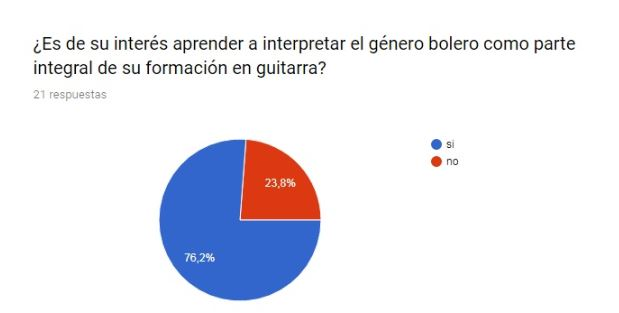 ¿Es de su interés aprender a interpretar el género bolero como parte
integral de su formación en guitarra?
21 respuestas
si
no
23,8%
76,2%